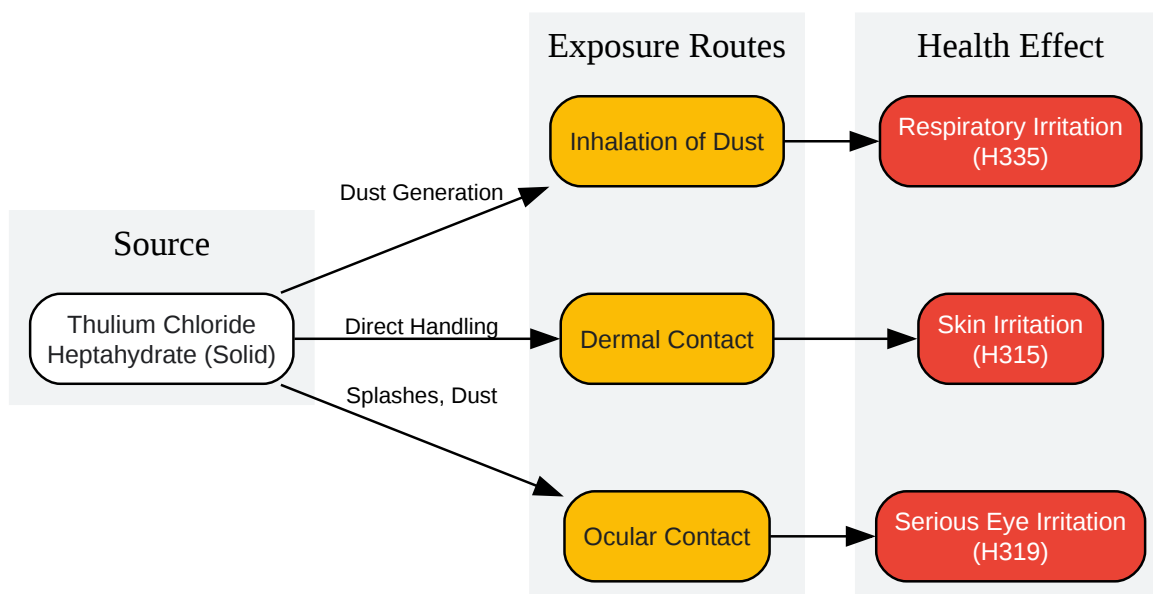 Exposure Routes
Health Effect
Inhalation of Dust
Respiratory Irritation
(H335)
Dust Generation
Source
Thulium Chloride
Heptahydrate (Solid)
Direct Handling
Dermal Contact
Skin Irritation
(H315)
Splashes, Dust
Ocular Contact
Serious Eye Irritation
(H319)